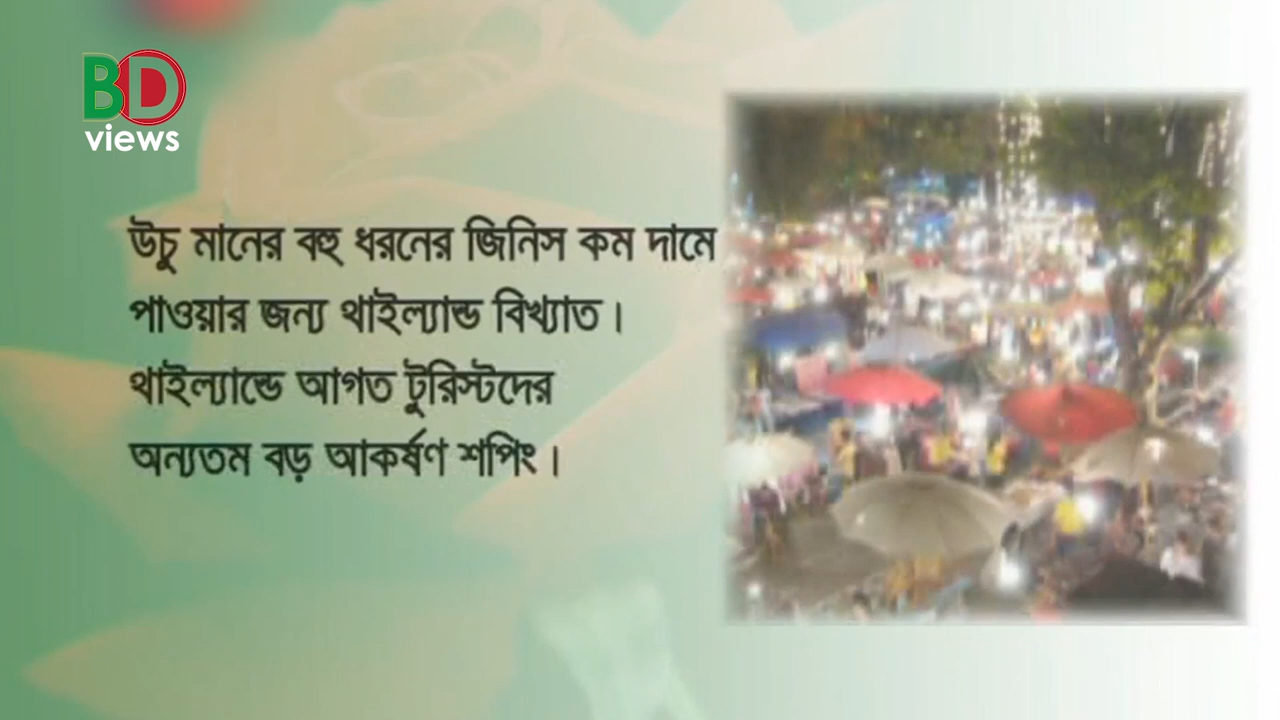 BD
views
উচু মানের বহু ধরনের জিনিস কম দামে
পাওয়ার জন্য থাইল্যান্ড বিখ্যাত।
থাইল্যান্ডে আগত টুরিস্টদের
অন্যতম বড় আকর্ষণ শপিং।